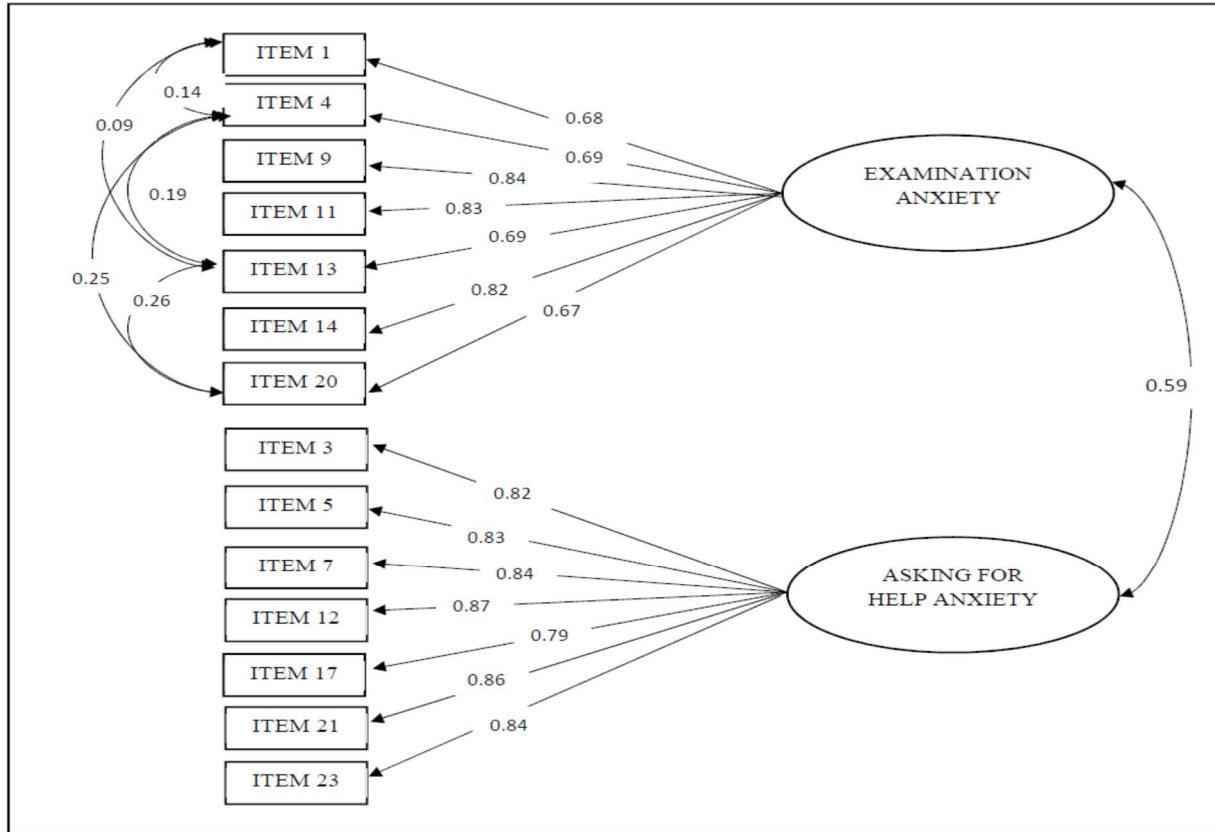 ITEM 1
0.14
ITEM 4
0.09
0.68
0.69
ITEM 9
0.84
EXAMINATION
ANXIETY
0.19
ITEM 11
0.83
0.69
ITEM 13
0.25
0.26
0.82
0.67
ITEM 14
ITEM 20
0.59
ITEM 3
0.82
ITEM 5
0.83
ITEM 7
0.84
ASKING FOR
HELP ANXIETY
ITEM 12
0.87
0.79
ITEM 17
0.86
ITEM 21
0.84
ITEM 23